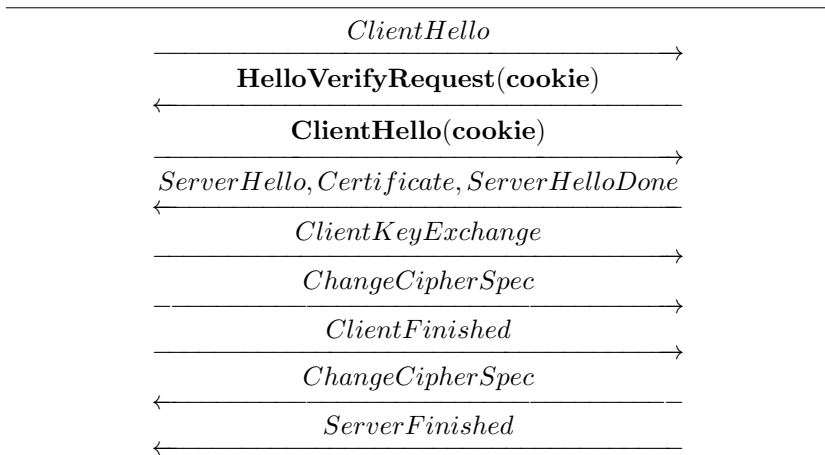 ClientHello
HelloVerifyRequest(cookie)
ClientHello(cookie)
ServerHello, Certificate, ServerHelloDone
ClientKeyExchange
ChangeCipherSpec
ClientFinished
ChangeCipherSpec
ServerFinished